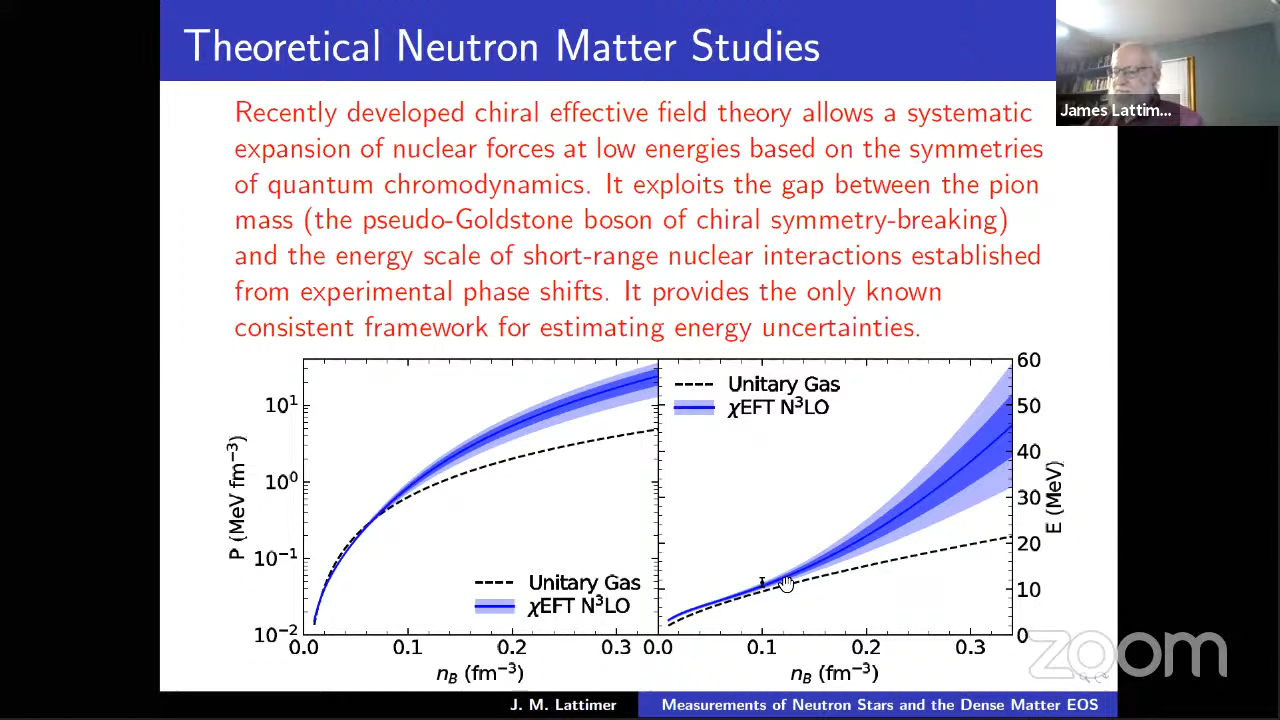 Theoretical Neutron Matter Studies
James Lattim...
Recently developed chiral effective field theory allows a systematic
expansion of nuclear forces at low energies based on the symmetries
of quantum chromodynamics. It exploits the gap between the pion
mass (the pseudo-Goldstone boson of chiral symmetry-breaking)
and the energy scale of short-range nuclear interactions established
from experimental phase shifts. It provides the only known
consistent framework for estimating energy uncertainties.
P (MeV fm⁻³)
10¹
10⁰
10⁻¹
10⁻²
Unitary Gas
χEFT N³LO
0.0 0.1 0.2 0.3
n_B (fm⁻³)
Unitary Gas
χEFT N³LO
60
50
40
30
20
10
0
E (MeV)
0.0 0.1 0.2 0.3
n_B (fm⁻³)
zoom
J. M. Lattimer
Measurements of Neutron Stars and the Dense Matter EOS